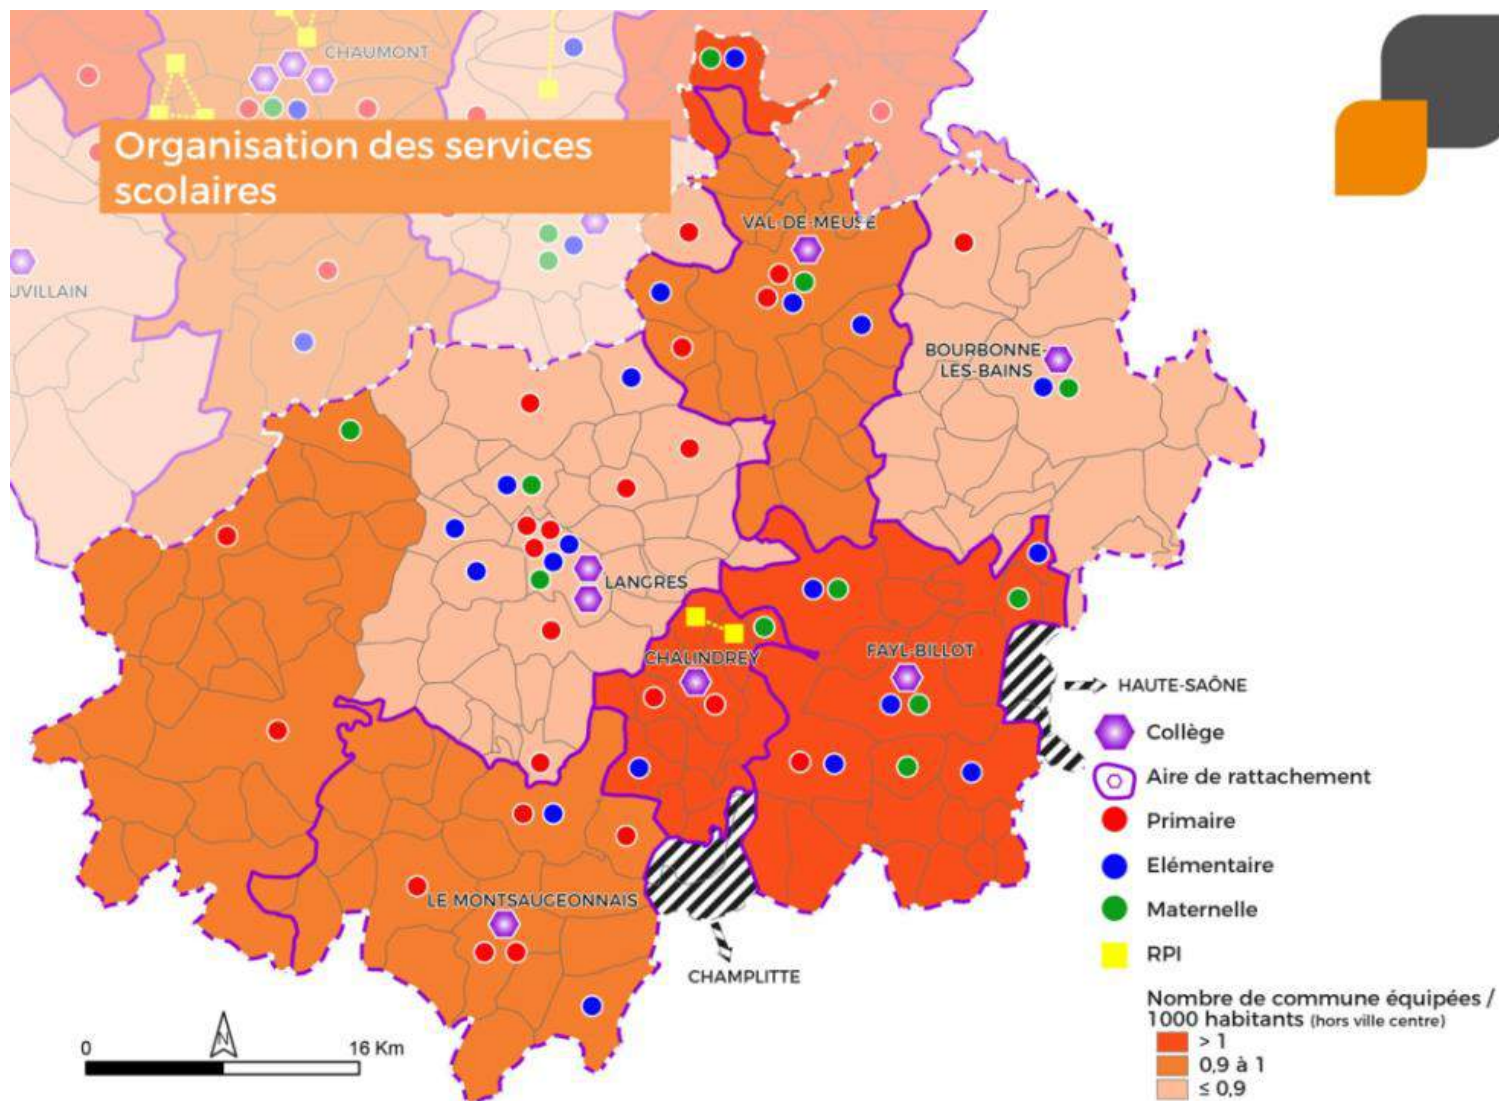 CHAUMONT
Organisation des services
scolaires
VAL-DE-MEUSE
UVILLAIN
BOURBONNE-
LES-BAINS
LANGRES
CHALINDREY
FAYL-BILLOT
HAUTE-SAÔNE
Collège
Aire de rattachement
Primaire
Elémentaire
LE MONTSAUGEONNAIS
Maternelle
RPI
CHAMPLITTE
Nombre de commune équipées /
1000 habitants (hors ville centre)
> 1
0,9 à 1
≤ 0,9
N
0 16 Km